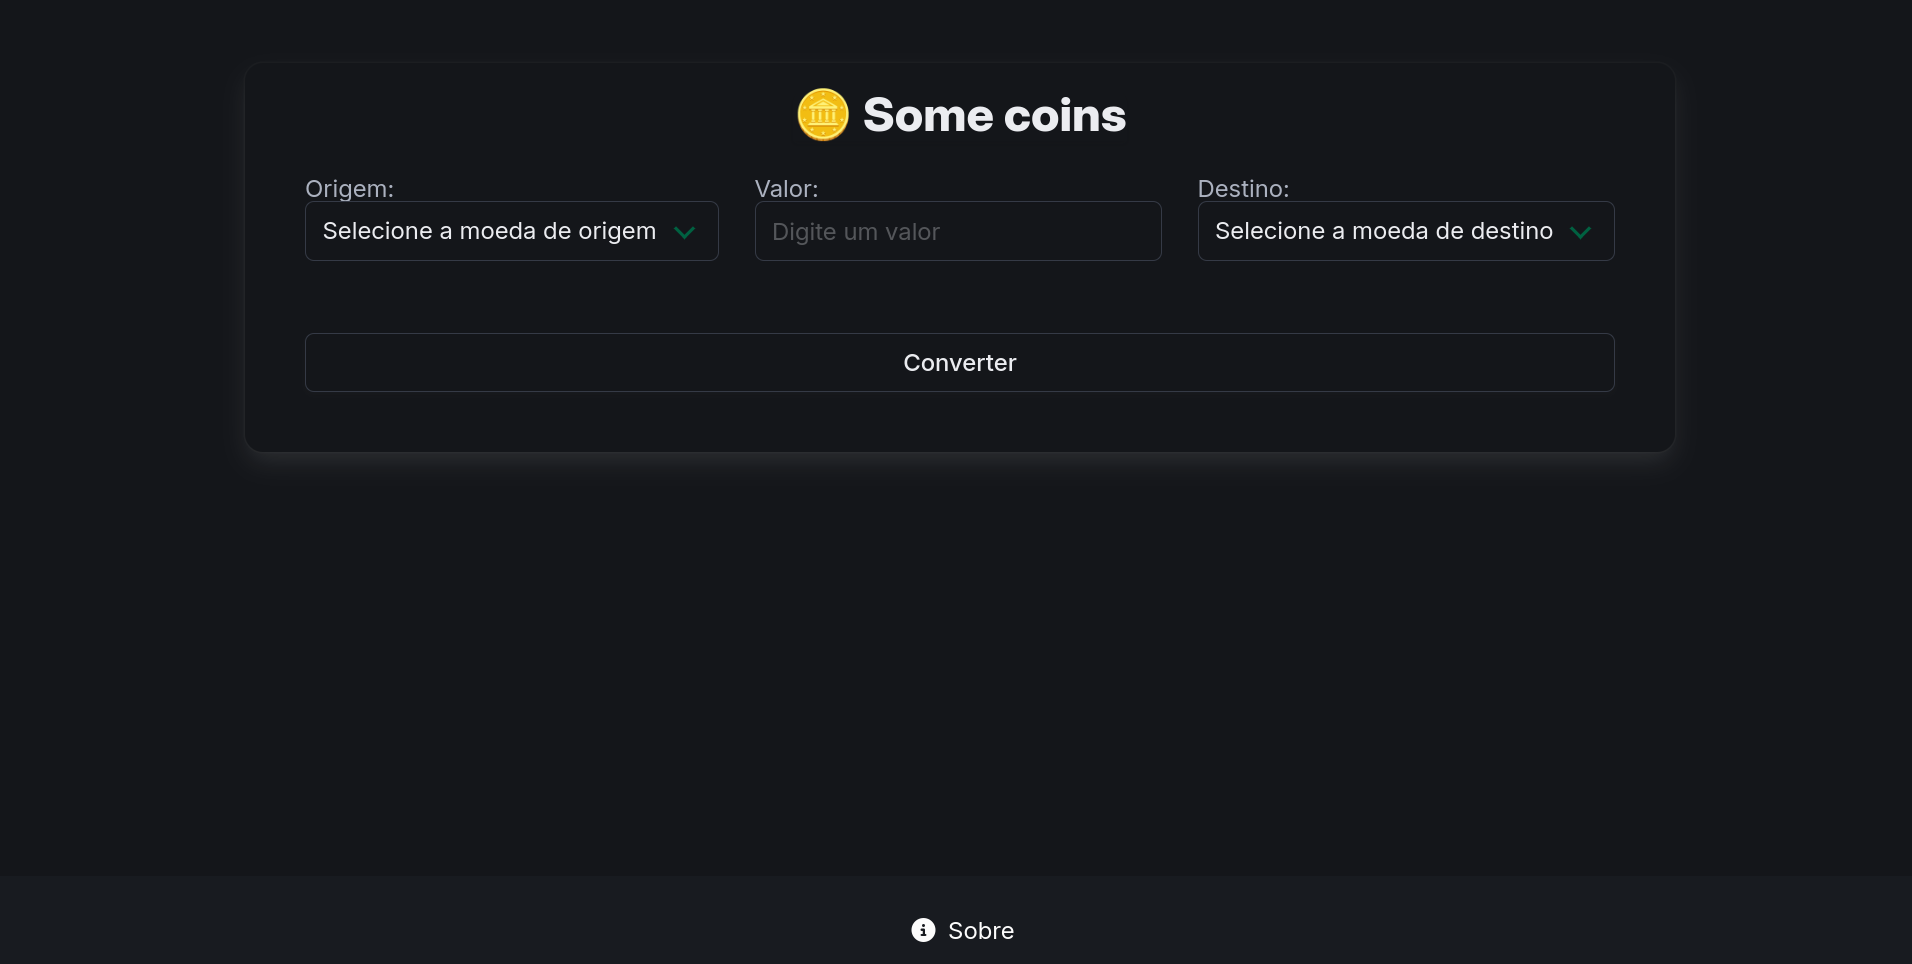 Some coins
Origem:
Selecione a moeda de origem
Valor:
Digite um valor
Destino:
Selecione a moeda de destino
Converter
Sobre